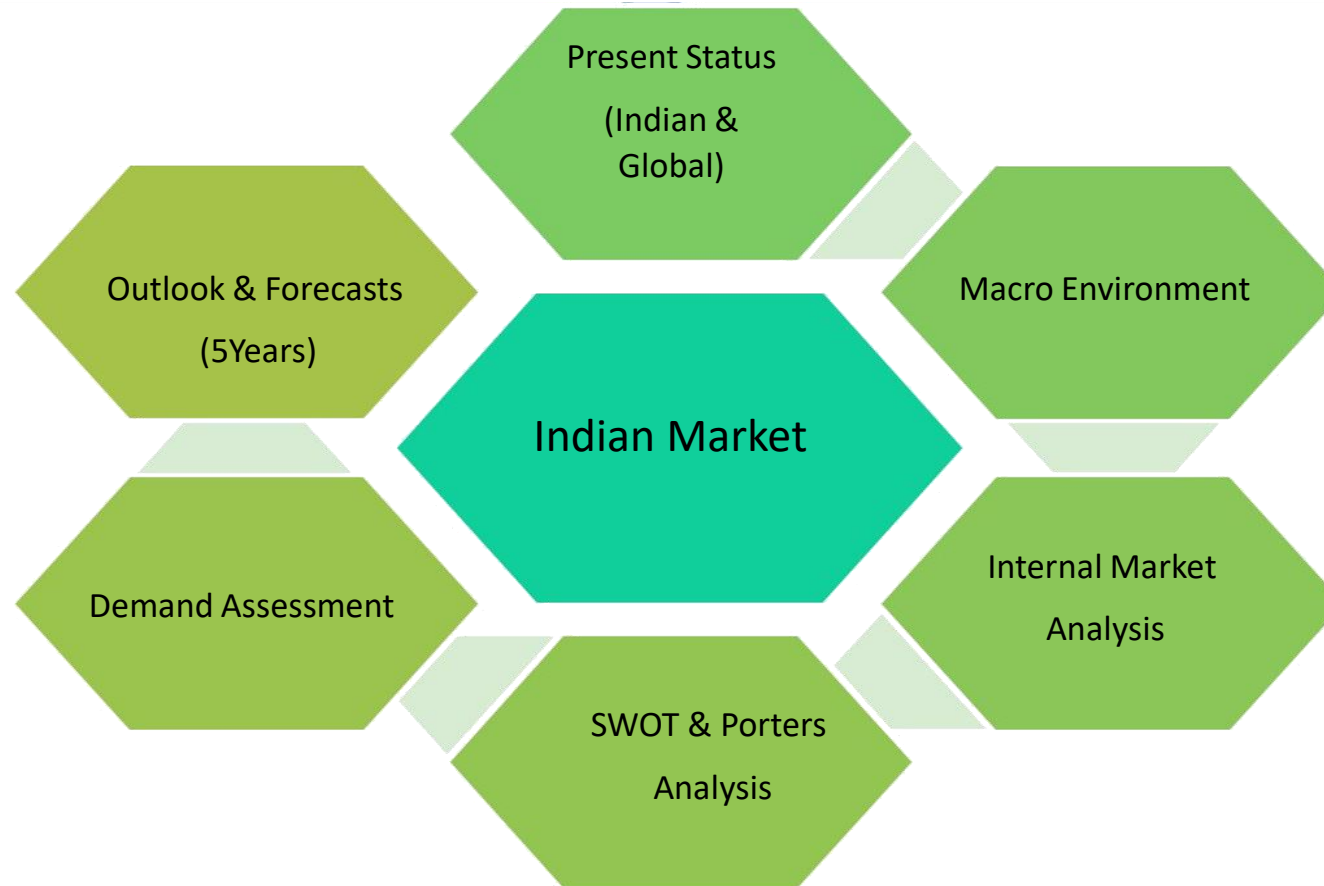 Present Status
(Indian &
Global)
Macro Environment
Internal Market
Analysis
SWOT & Porters
Analysis
Demand Assessment
Outlook & Forecasts
(5Years)
Indian Market